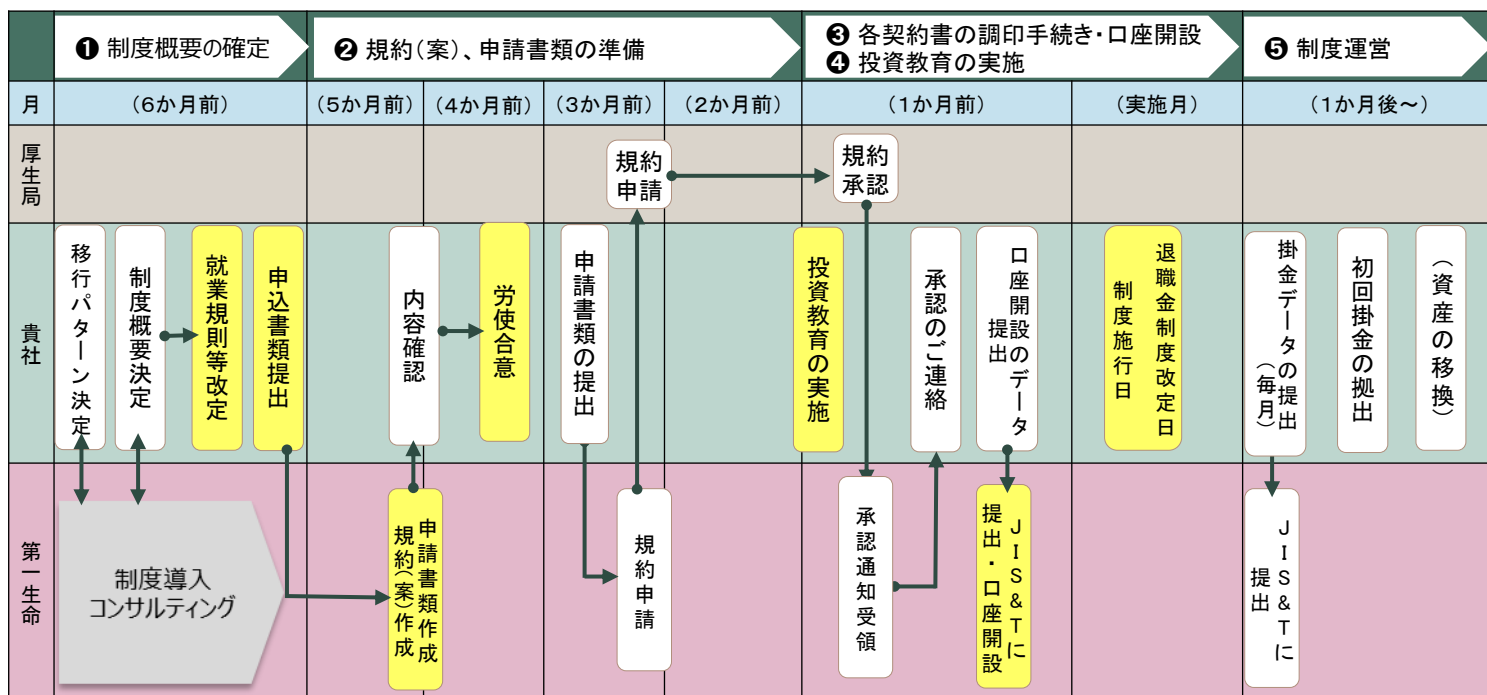 ❶ 制度概要の確定
❷ 規約(案)、申請書類の準備
❸ 各契約書の調印手続き・口座開設
❹ 投資教育の実施
❺ 制度運営
月
(6か月前)
(5か月前)
(4か月前)
(3か月前)
(2か月前)
(1か月前)
(実施月)
(1か月後~)
厚生局
規約
申請
規約
承認
貴社
移行パターン決定
制度概要決定
就業規則等改定
申込書類提出
内容確認
労使合意
申請書類の提出
投資教育の実施
承認のご連絡
口座開設のデータ
提出
退職金制度改定日
制度施行日
掛金データの提出
(毎月)
初回掛金の拠出
(資産の移換)
第一生命
制度導入
コンサルティング
申請書類作成
規約(案)作成
規約申請
承認通知受領
JIS&Tに
提出・口座開設
JIS&Tに
提出